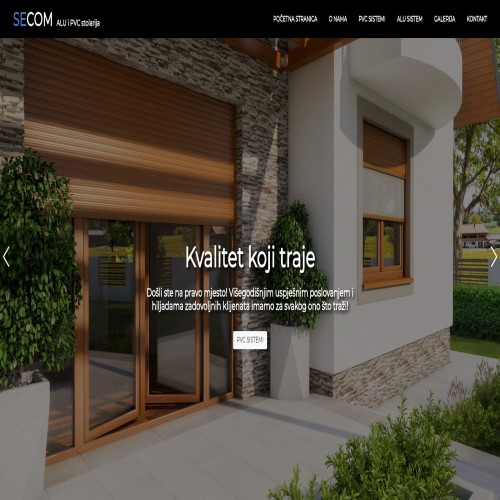 SECOM ALU i PVC stolarija
POČETNA STRANICA O NAMA PVC SISTEMI ALU SISTEM GALERIJA KONTAKT
Kvalitet koji traje
Došli ste na pravo mjesto! Višegodišnjim uspješnim poslovanjem i
hiljadama zadovoljnih klijenata imamo za svakog ono što traži!
PVC SISTEMI